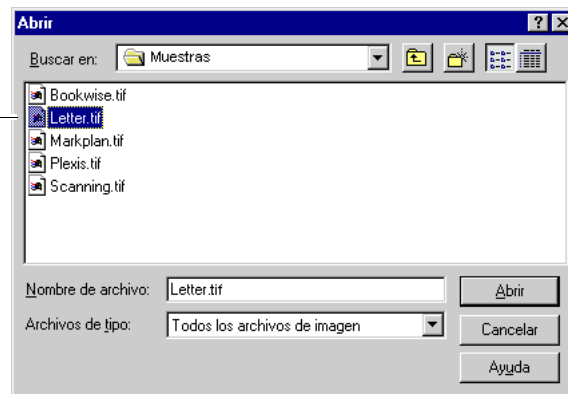 Abrir
Buscar en: Muestras
Bookwise.tif
Letter.tif
Markplan.tif
Plexis.tif
Scanning.tif
Nombre de archivo: Letter.tif Abrir
Archivos de tipo: Todos los archivos de imagen Cancelar
Ayuda